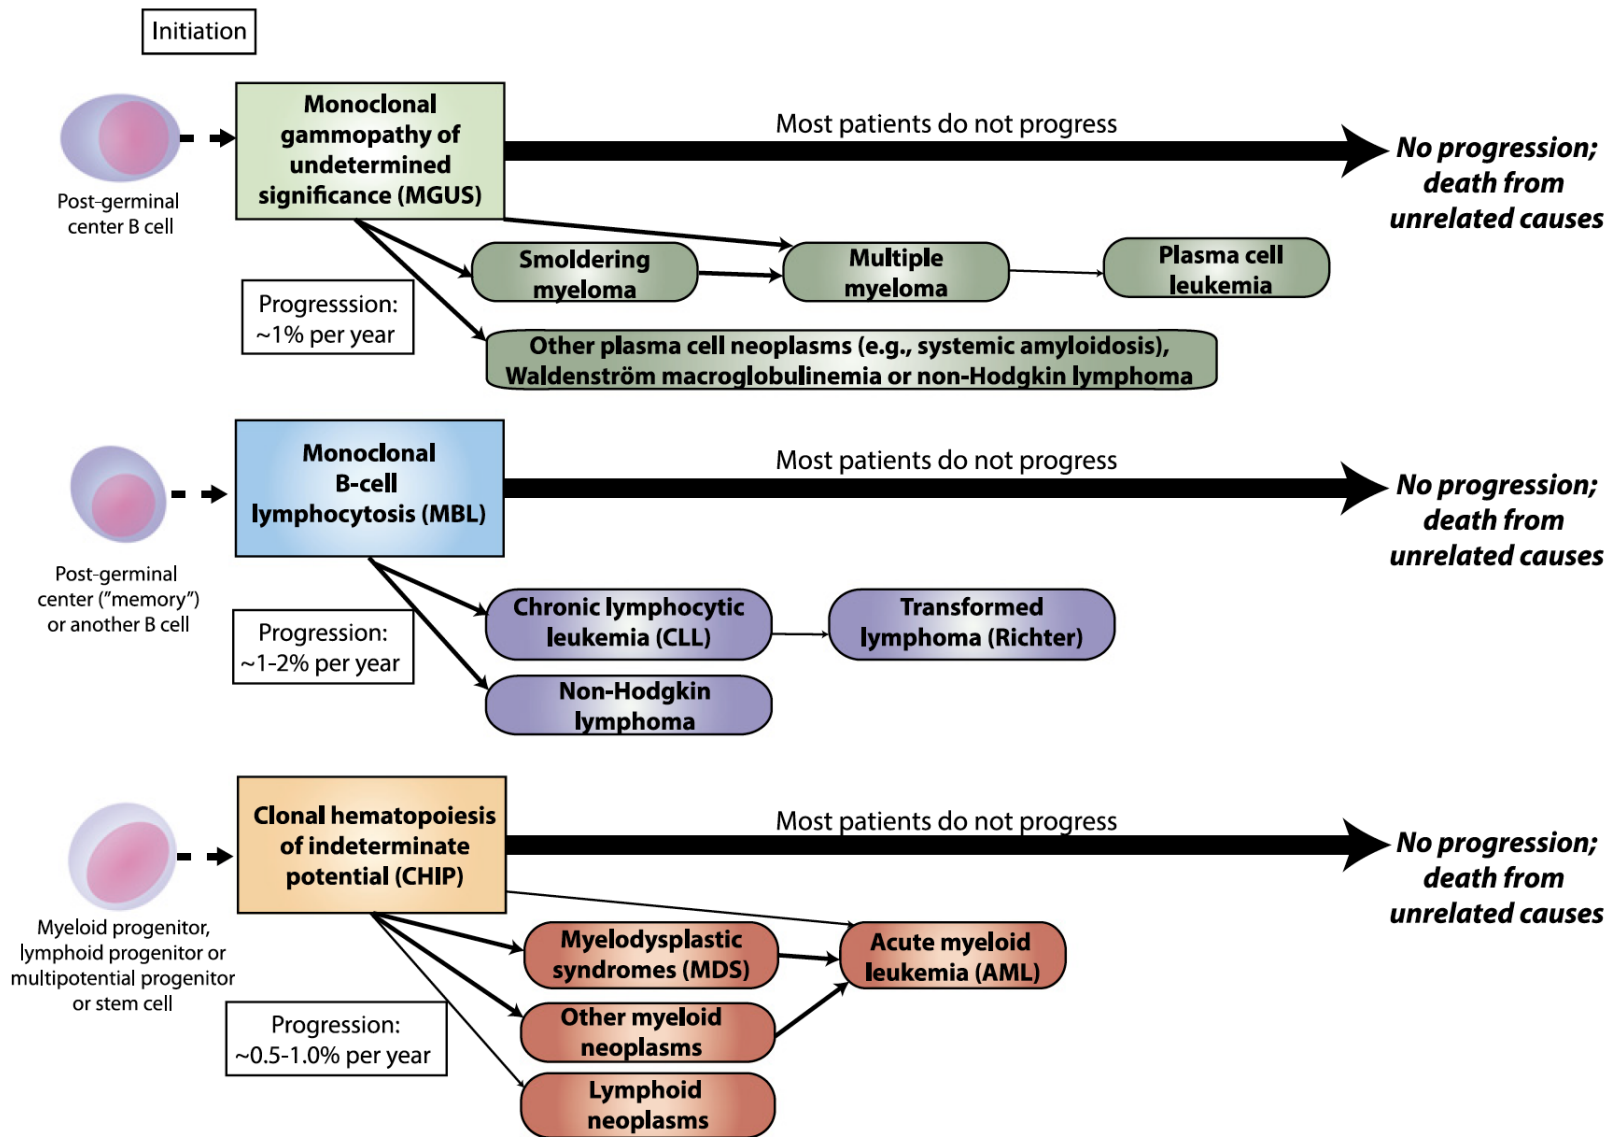 Initiation
Post-germinal
center B cell
Monoclonal
gammopathy of
undetermined
significance (MGUS)
Most patients do not progress
No progression;
death from
unrelated causes
Smoldering
myeloma
Multiple
myeloma
Plasma cell
leukemia
Progresssion:
~1% per year
Other plasma cell neoplasms (e.g., systemic amyloidosis),
Waldenström macroglobulinemia or non-Hodgkin lymphoma
Post-germinal
center ("memory")
or another B cell
Monoclonal
B-cell
lymphocytosis (MBL)
Most patients do not progress
No progression;
death from
unrelated causes
Progression:
~1-2% per year
Chronic lymphocytic
leukemia (CLL)
Transformed
lymphoma (Richter)
Non-Hodgkin
lymphoma
Myeloid progenitor,
lymphoid progenitor or
multipotential progenitor
or stem cell
Clonal hematopoiesis
of indeterminate
potential (CHIP)
Most patients do not progress
No progression;
death from
unrelated causes
Progression:
~0.5-1.0% per year
Myelodysplastic
syndromes (MDS)
Acute myeloid
leukemia (AML)
Other myeloid
neoplasms
Lymphoid
neoplasms